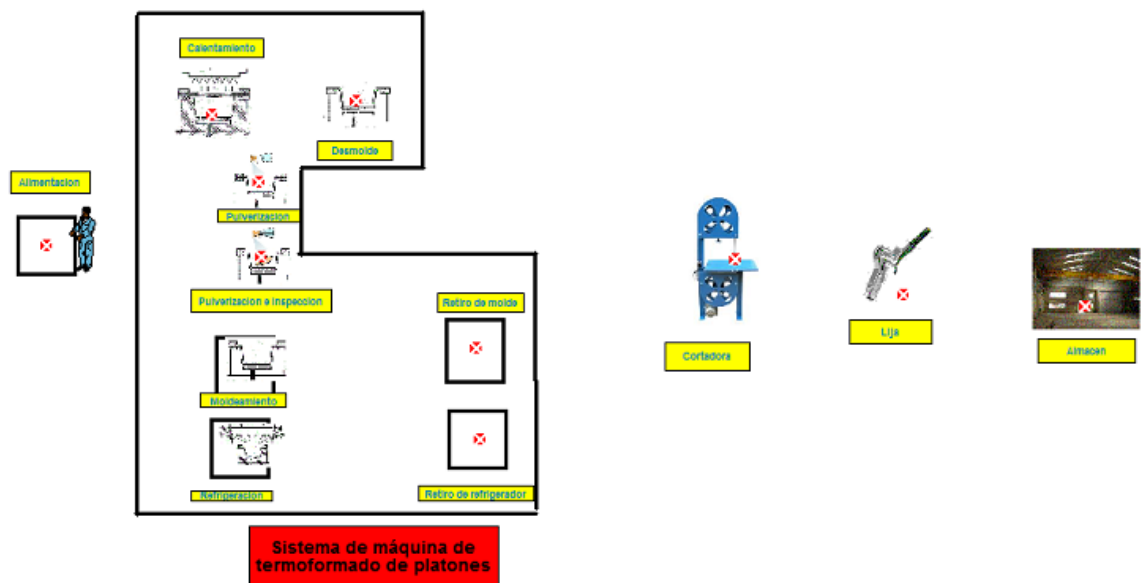 Calentamiento
Desmolde
Alimentacion
Pulverizacion
Pulverizacion e inspeccion
Retiro de molde
Cortadora
Lija
Almacen
Moldeamiento
Refrigeracion
Retiro de refrigerador
Sistema de máquina de
termoformado de platones